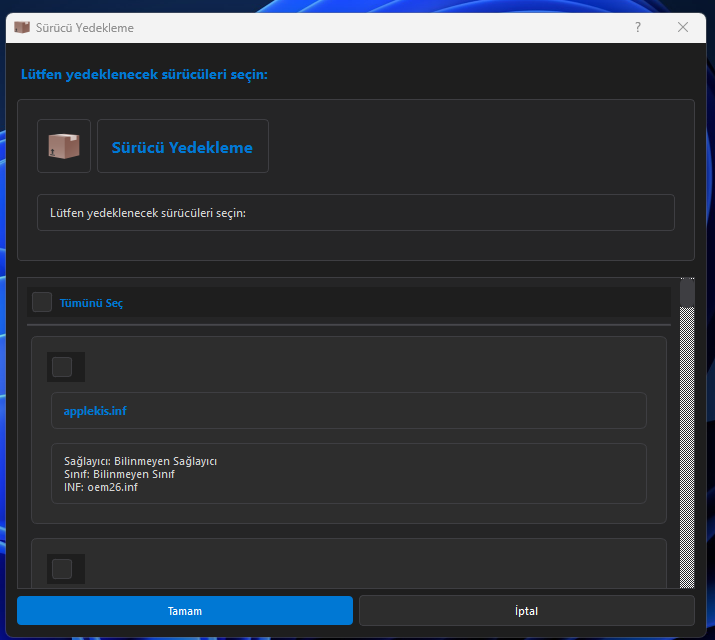 Sürücü Yedekleme
?
Lütfen yedeklenecek sürücüleri seçin:
Sürücü Yedekleme
Lütfen yedeklenecek sürücüleri seçin:
Tümünü Seç
applekis.inf
Sağlayıcı: Bilinmeyen Sağlayıcı
Sınıf: Bilinmeyen Sınıf
INF: oem26.inf
Tamam
İptal